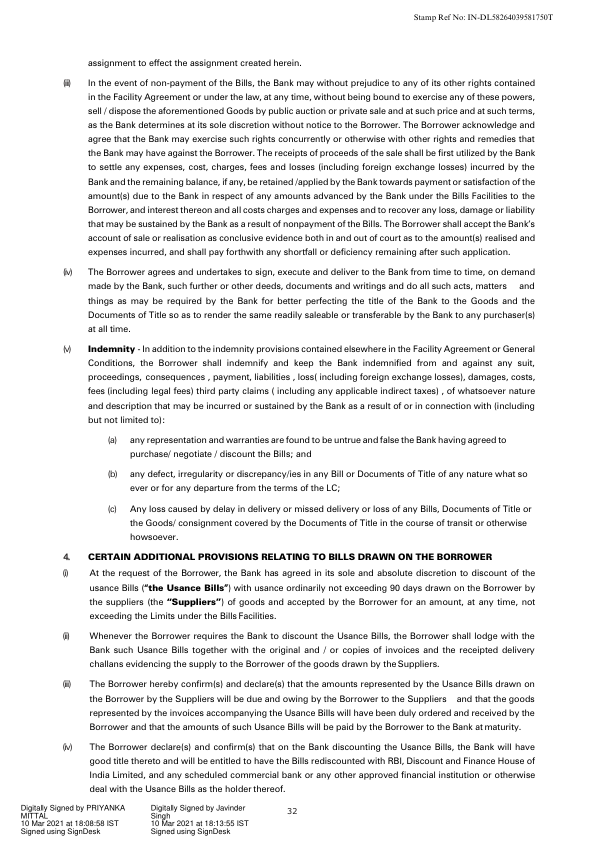 Stamp Ref No: IN-DL58264039581750T
assignment to effect the assignment created herein.
(iii) In the event of non-payment of the Bills, the Bank may without prejudice to any of its other rights contained
in the Facility Agreement or under the law, at any time, without being bound to exercise any of these powers,
sell / dispose the aforementioned Goods by public auction or private sale and at such price and at such terms,
as the Bank determines at its sole discretion without notice to the Borrower. The Borrower acknowledge and
agree that the Bank may exercise such rights concurrently or otherwise with other rights and remedies that
the Bank may have against the Borrower. The receipts of proceeds of the sale shall be first utilized by the Bank
to settle any expenses, cost, charges, fees and losses (including foreign exchange losses) incurred by the
Bank and the remaining balance, if any, be retained /applied by the Bank towards payment or satisfaction of the
amount(s) due to the Bank in respect of any amounts advanced by the Bank under the Bills Facilities to the
Borrower, and interest thereon and all costs charges and expenses and to recover any loss, damage or liability
that may be sustained by the Bank as a result of nonpayment of the Bills. The Borrower shall accept the Bank's
account of sale or realisation as conclusive evidence both in and out of court as to the amount(s) realised and
expenses incurred, and shall pay forthwith any shortfall or deficiency remaining after such application.
(iv) The Borrower agrees and undertakes to sign, execute and deliver to the Bank from time to time, on demand
made by the Bank, such further or other deeds, documents and writings and do all such acts, matters and
things as may be required by the Bank for better perfecting the title of the Bank to the Goods and the
Documents of Title so as to render the same readily saleable or transferable by the Bank to any purchaser(s)
at all time.
(v) Indemnity - In addition to the indemnity provisions contained elsewhere in the Facility Agreement or General
Conditions, the Borrower shall indemnify and keep the Bank indemnified from and against any suit,
proceedings, consequences , payment, liabilities , loss( including foreign exchange losses), damages, costs,
fees (including legal fees) third party claims ( including any applicable indirect taxes) , of whatsoever nature
and description that may be incurred or sustained by the Bank as a result of or in connection with (including
but not limited to):
(a) any representation and warranties are found to be untrue and false the Bank having agreed to
purchase/ negotiate / discount the Bills; and
(b) any defect, irregularity or discrepancy/ies in any Bill or Documents of Title of any nature what so
ever or for any departure from the terms of the LC;
(c) Any loss caused by delay in delivery or missed delivery or loss of any Bills, Documents of Title or
the Goods/ consignment covered by the Documents of Title in the course of transit or otherwise
howsoever.
4. CERTAIN ADDITIONAL PROVISIONS RELATING TO BILLS DRAWN ON THE BORROWER
(i) At the request of the Borrower, the Bank has agreed in its sole and absolute discretion to discount of the
usance Bills ("the Usance Bills") with usance ordinarily not exceeding 90 days drawn on the Borrower by
the suppliers (the "Suppliers") of goods and accepted by the Borrower for an amount, at any time, not
exceeding the Limits under the Bills Facilities.
(ii) Whenever the Borrower requires the Bank to discount the Usance Bills, the Borrower shall lodge with the
Bank such Usance Bills together with the original and / or copies of invoices and the receipted delivery
challans evidencing the supply to the Borrower of the goods drawn by the Suppliers.
(iii) The Borrower hereby confirm(s) and declare(s) that the amounts represented by the Usance Bills drawn on
the Borrower by the Suppliers will be due and owing by the Borrower to the Suppliers and that the goods
represented by the invoices accompanying the Usance Bills will have been duly ordered and received by the
Borrower and that the amounts of such Usance Bills will be paid by the Borrower to the Bank at maturity.
(iv) The Borrower declare(s) and confirm(s) that on the Bank discounting the Usance Bills, the Bank will have
good title thereto and will be entitled to have the Bills rediscounted with RBI, Discount and Finance House of
India Limited, and any scheduled commercial bank or any other approved financial institution or otherwise
deal with the Usance Bills as the holder thereof.
Digitally Signed by PRIYANKA
MITTAL
10 Mar 2021 at 18:08:58 IST
Signed using SignDesk
Digitally Signed by Javinder
Singh
10 Mar 2021 at 18:13:55 IST
Signed using SignDesk
32